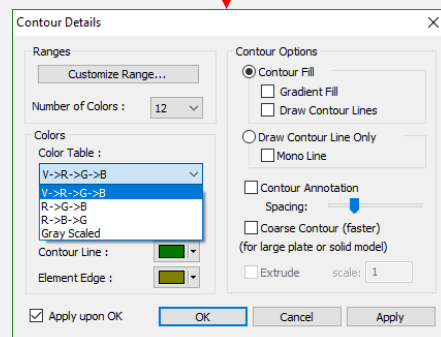 Contour Details
Ranges
Customize Range...
Number of Colors : 12
Colors
Color Table :
V->R->G->B
V->R->G->B
R->G->B
R->B->G
Gray Scaled
Contour Line :
Element Edge :
Apply upon OK
Contour Options
Contour Fill
Gradient Fill
Draw Contour Lines
Draw Contour Line Only
Mono Line
Contour Annotation
Spacing:
Coarse Contour (faster)
(for large plate or solid model)
Extrude scale: 1
OK Cancel Apply